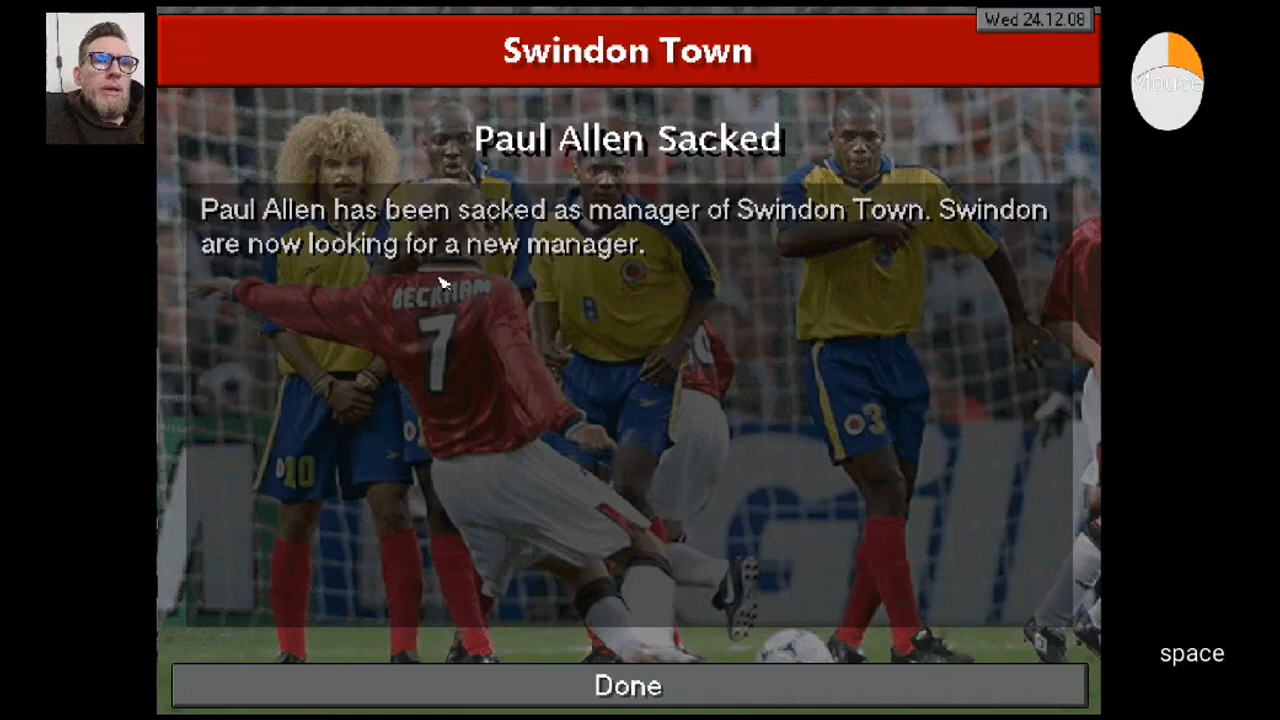 Wed 24.12.08
Swindon Town
Mouse
Paul Allen Sacked
Paul Allen has been sacked as manager of Swindon Town. Swindon
are now looking for a new manager.
BECKHAM
7
10
3
space
Done